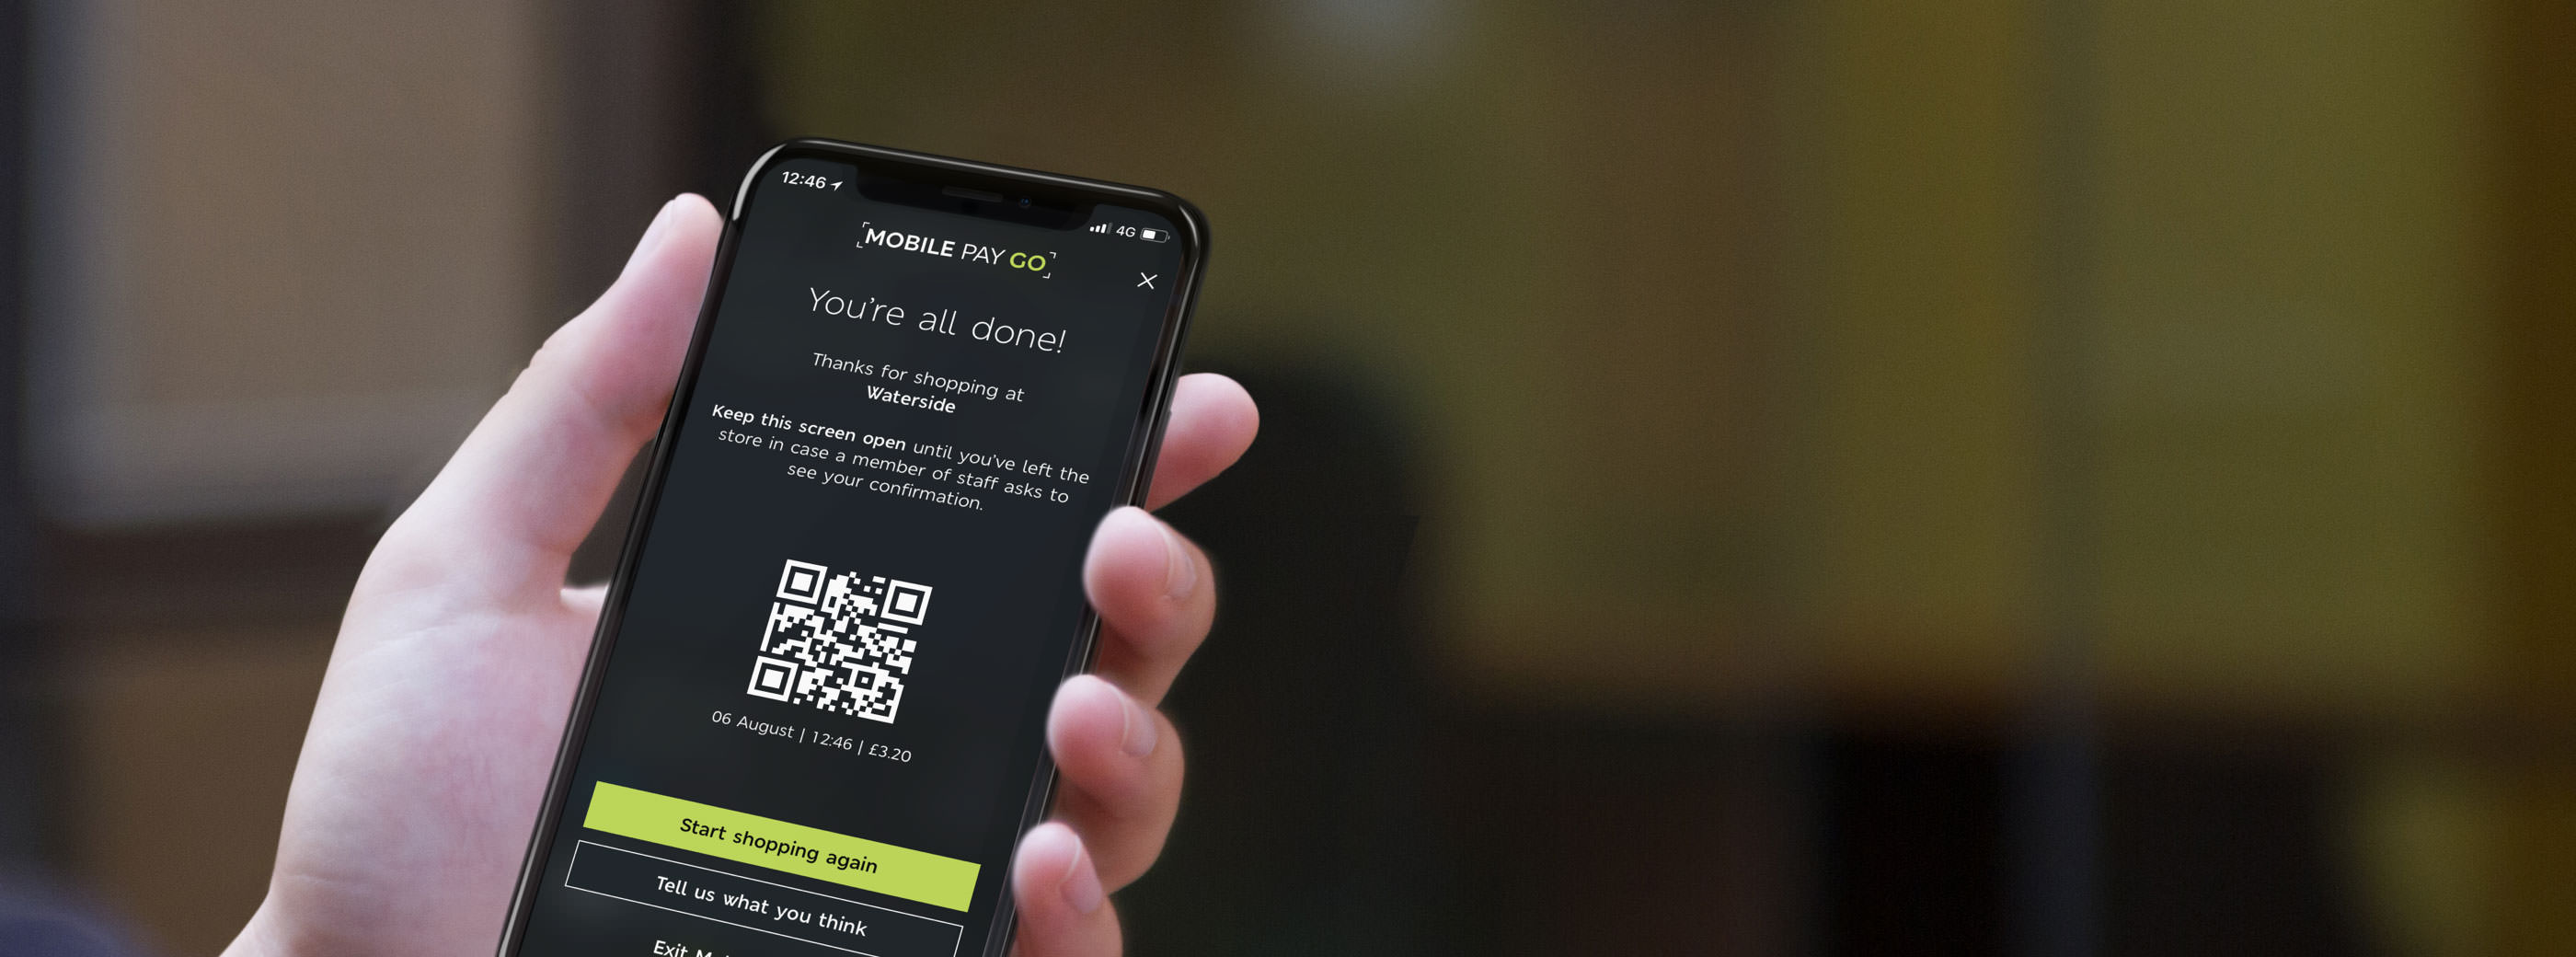 12:46
4G
MOBILE PAY GO
You're all done!
Thanks for shopping at
Waterside
Keep this screen open until you've left the
store in case a member of staff asks to
see your confirmation.
06 August | 12:46 | £3.20
Start shopping again
Tell us what you think
Exit